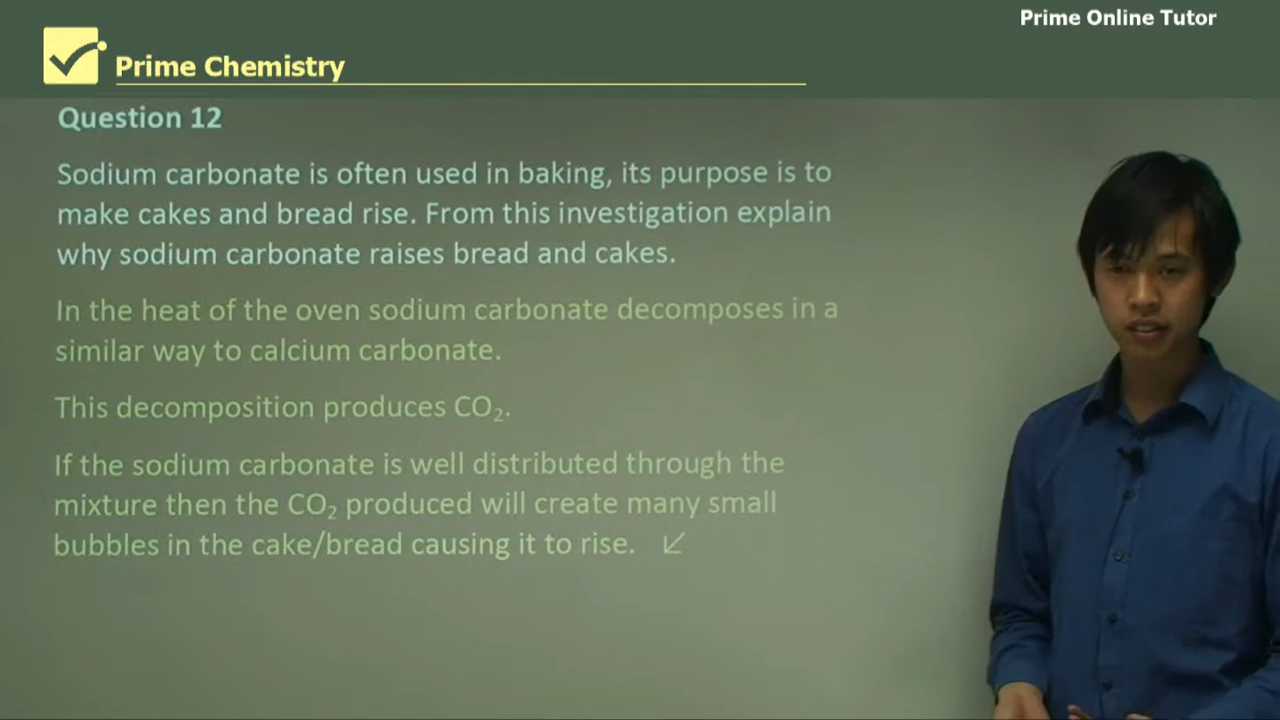 Prime Online Tutor
Prime Chemistry
Question 12
Sodium carbonate is often used in baking, its purpose is to
make cakes and bread rise. From this investigation explain
why sodium carbonate raises bread and cakes.
In the heat of the oven sodium carbonate decomposes in a
similar way to calcium carbonate.
This decomposition produces CO₂.
If the sodium carbonate is well distributed through the
mixture then the CO₂ produced will create many small
bubbles in the cake/bread causing it to rise.